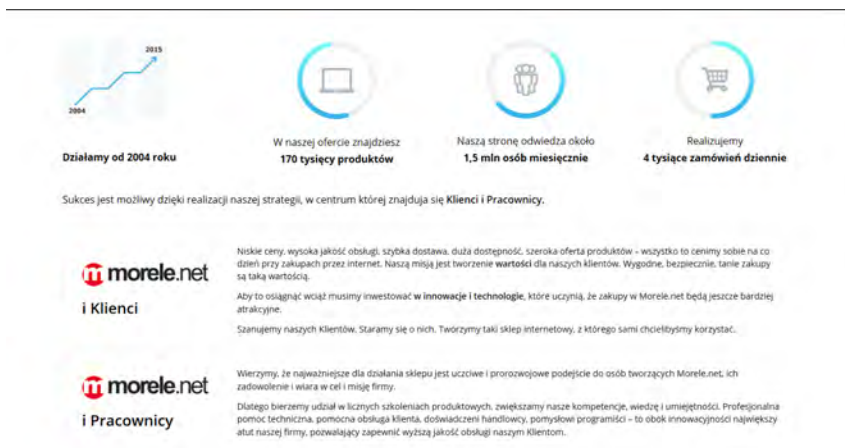 2015
2004
Działamy od 2004 roku
W naszej ofercie znajdziesz
170 tysięcy produktów
Naszą stronę odwiedza około
1,5 mln osób miesięcznie
Realizujemy
4 tysiące zamówień dziennie
Sukces jest możliwy dzięki realizacji naszej strategii, w centrum której znajduja się Klienci i Pracownicy.
m morele.net
i Klienci
Niskie ceny, wysoka jakość obsługi, szybka dostawa, duża dostępność, szeroka oferta produktów – wszystko to cenimy sobie na co
dzień przy zakupach przez internet. Naszą misją jest tworzenie wartości dla naszych klientów. Wygodne, bezpiecznie, tanie zakupy
są taką wartością.
Aby to osiągnąć wciąż musimy inwestować w innowacje i technologie, które uczynią, że zakupy w Morele.net będą jeszcze bardziej
atrakcyjne.
Szanujemy naszych Klientów. Staramy się o nich. Tworzymy taki sklep internetowy, z którego sami chcielibyśmy korzystać.
m morele.net
i Pracownicy
Wierzymy, że najważniejsze dla działania sklepu jest uczciwe i prorozwojowe podejście do osób tworzących Morele.net, ich
zadowolenie i wiara w cel i misję firmy.
Dlatego bierzemy udział w licznych szkoleniach produktowych, zwiększamy nasze kompetencje, wiedzę i umiejętności. Profesjonalna
pomoc techniczna, pomocna obsługa klienta, doświadczeni handlowcy, pomysłowi programiści – to obok innowacyjności największy
atut naszej firmy, pozwalający zapewnić wyższą jakość obsługi naszym Klientom.